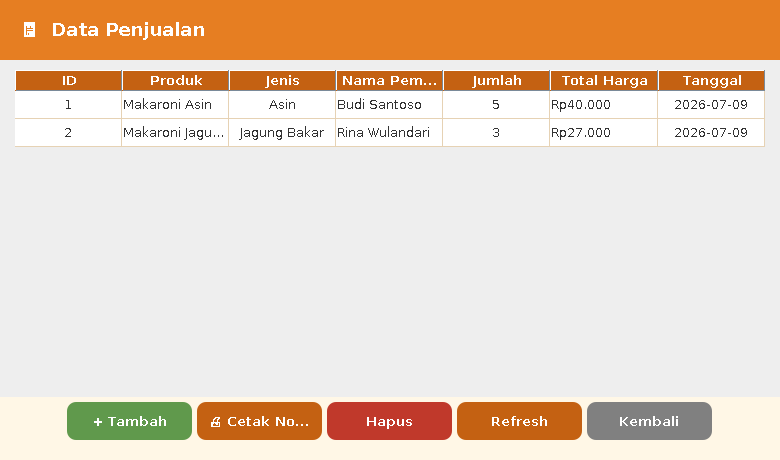 🧾 Data Penjualan
ID Produk Jenis Nama Pem... Jumlah Total Harga Tanggal
1 Makaroni Asin Asin Budi Santoso 5 Rp40.000 2026-07-09
2 Makaroni Jagu... Jagung Bakar Rina Wulandari 3 Rp27.000 2026-07-09
+ Tambah 🖨 Cetak No... Hapus Refresh Kembali